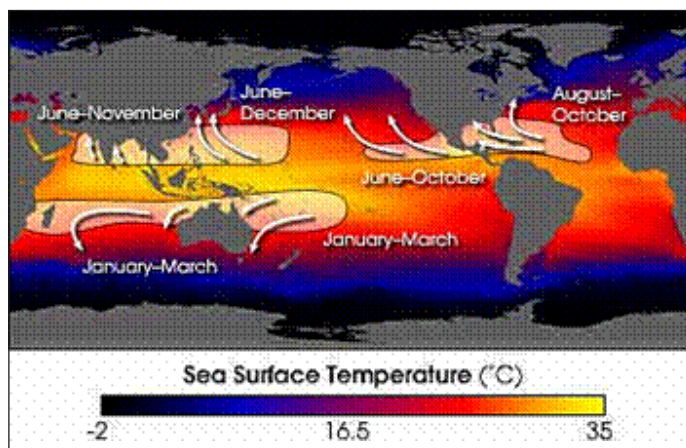 June–
December
June–November
August–
October
June–October
January–March
January–March
Sea Surface Temperature (°C)
-2
16.5
35